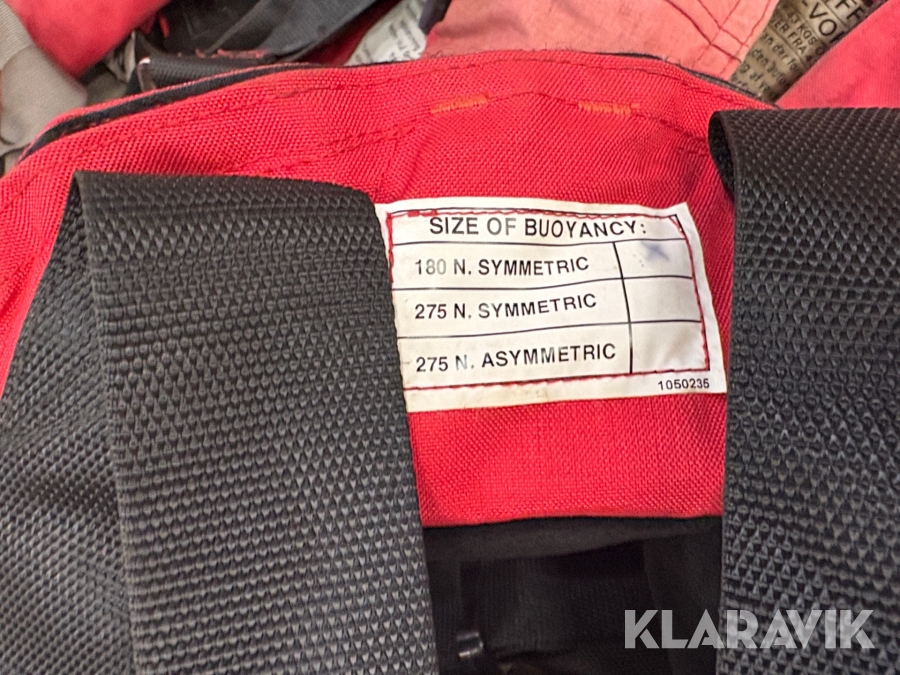 SIZE OF BUOYANCY:
180 N. SYMMETRIC X
275 N. SYMMETRIC
275 N. ASYMMETRIC
1050235
KLARAVIK